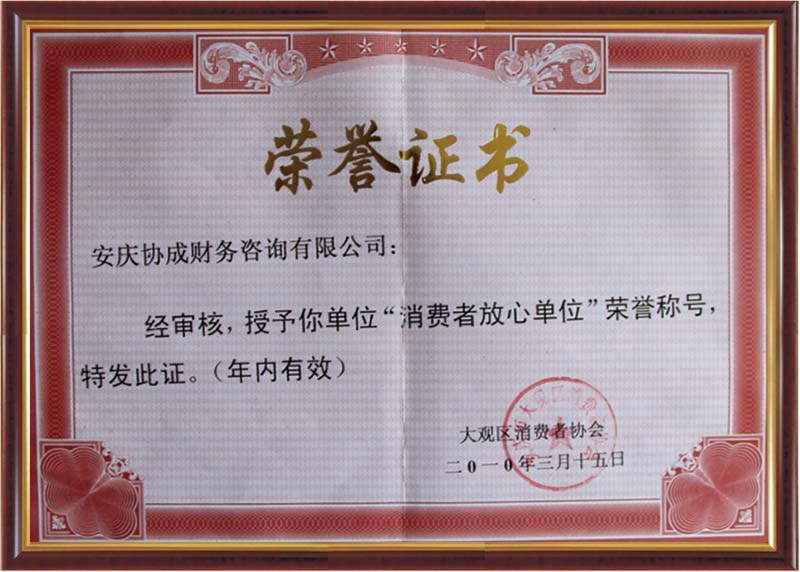 荣誉证书
安庆协成财务咨询有限公司：
经审核，授予你单位“消费者放心单位”荣誉称号，
特发此证。（年内有效）
大观区消费者协会
二0一0年三月十五日